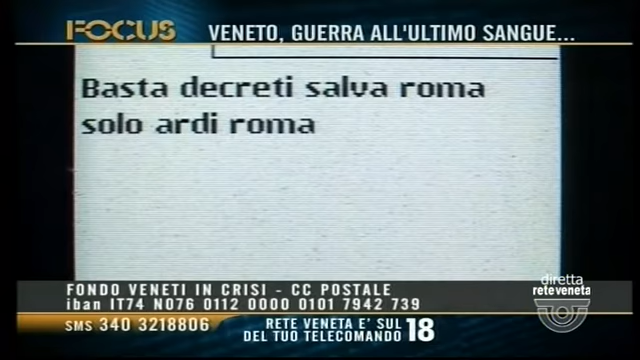 FOCUS
VENETO, GUERRA ALL'ULTIMO SANGUE...
Basta decreti salva roma
solo ardi roma
diretta
reteveneta
FONDO VENETI IN CRISI - CC POSTALE
iban IT74 N076 0112 0000 0101 7942 739
SMS 340 3218806
RETE VENETA E' SUL
DEL TUO TELECOMANDO 18